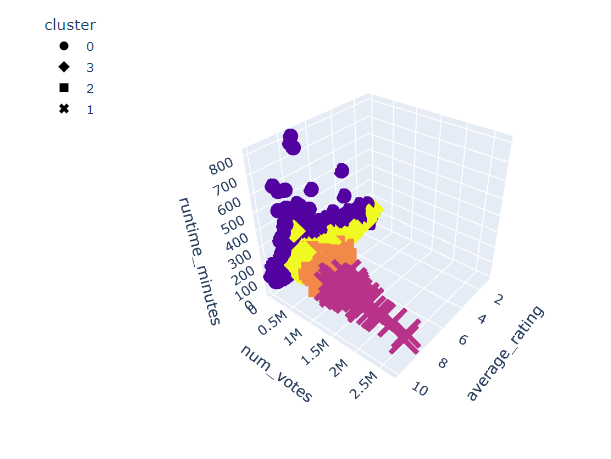 cluster
0
3
2
1
800
700
600
500
400
300
200
100
0
runtime_minutes
0
0.5M
1M
1.5M
2M
2.5M
num_votes
2
4
6
8
10
average_rating